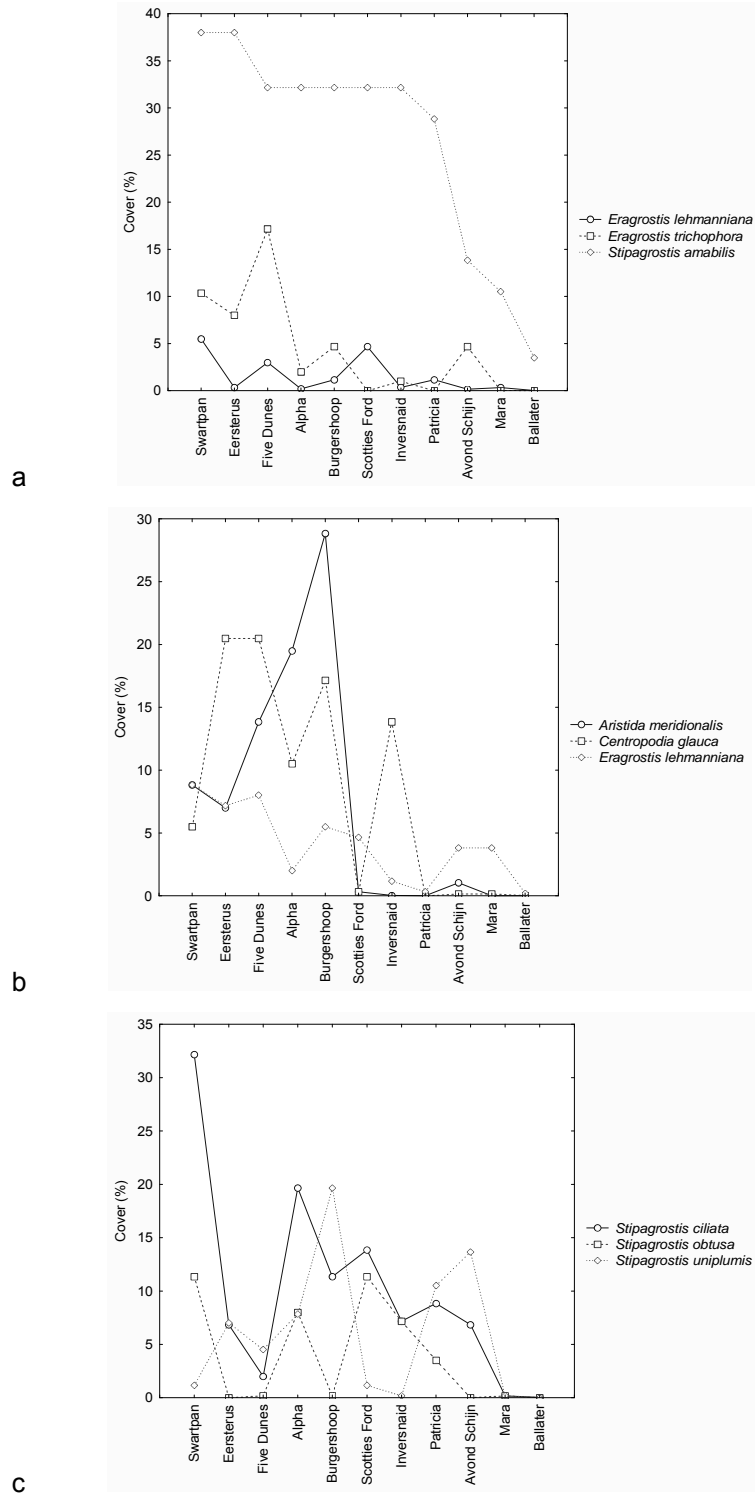 40
35
30
25
20
15
10
5
0
Cover (%)
Swartpan
Eersterus
Five Dunes
Alpha
Burgershoop
Scotties Ford
Inversnaid
Patricia
Avond Schijn
Mara
Ballater
Eragrostis lehmanniana
Eragrostis trichophora
Stipagrostis amabilis
a
30
25
20
15
10
5
0
Cover (%)
Swartpan
Eersterus
Five Dunes
Alpha
Burgershoop
Scotties Ford
Inversnaid
Patricia
Avond Schijn
Mara
Ballater
Aristida meridionalis
Centropodia glauca
Eragrostis lehmanniana
b
35
30
25
20
15
10
5
0
Cover (%)
Swartpan
Eersterus
Five Dunes
Alpha
Burgershoop
Scotties Ford
Inversnaid
Patricia
Avond Schijn
Mara
Ballater
Stipagrostis ciliata
Stipagrostis obtusa
Stipagrostis uniplumis
c